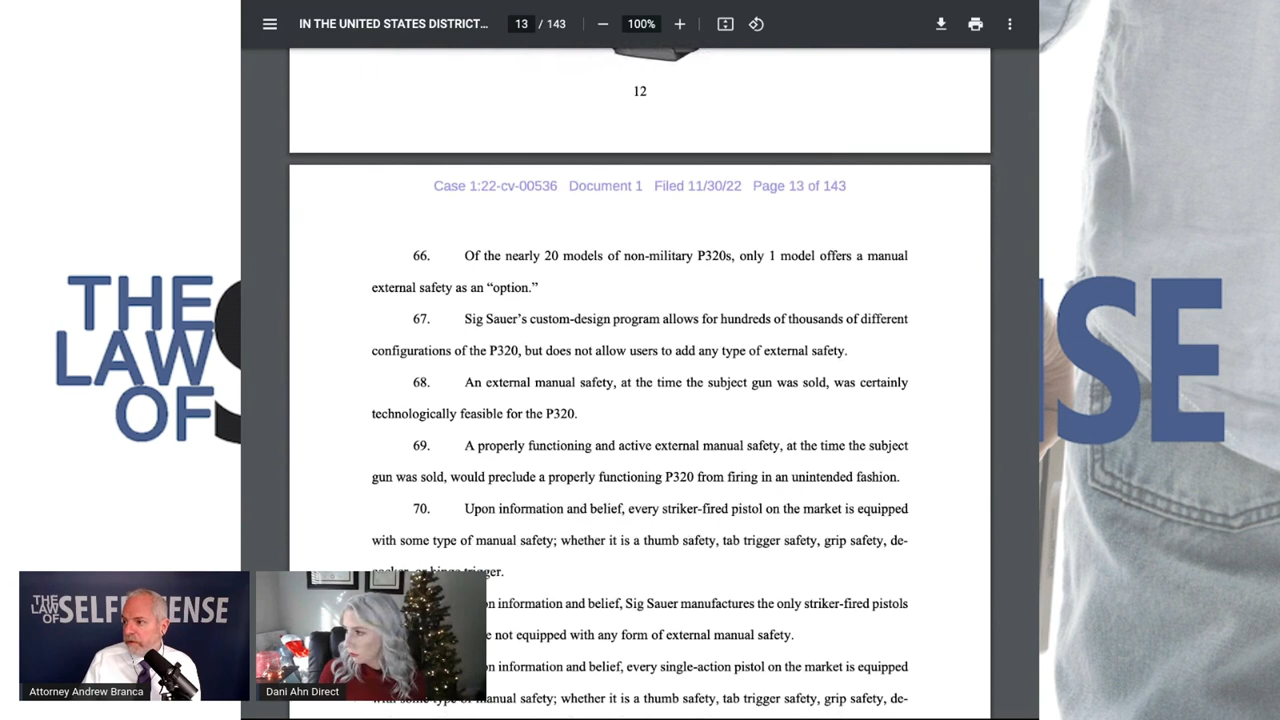 IN THE UNITED STATES DISTRICT...
13 / 143
100%
12
Case 1:22-cv-00536 Document 1 Filed 11/30/22 Page 13 of 143
66. Of the nearly 20 models of non-military P320s, only 1 model offers a manual
external safety as an “option.”
67. Sig Sauer’s custom-design program allows for hundreds of thousands of different
configurations of the P320, but does not allow users to add any type of external safety.
68. An external manual safety, at the time the subject gun was sold, was certainly
technologically feasible for the P320.
69. A properly functioning and active external manual safety, at the time the subject
gun was sold, would preclude a properly functioning P320 from firing in an unintended fashion.
70. Upon information and belief, every striker-fired pistol on the market is equipped
with some type of manual safety; whether it is a thumb safety, tab trigger safety, grip safety, de-
information and belief, Sig Sauer manufactures the only striker-fired pistols
not equipped with any form of external manual safety.
information and belief, every single-action pistol on the market is equipped
manual safety; whether it is a thumb safety, tab trigger safety, grip safety, de-
THE
LAW
OF
THE
LAW
OF
Attorney Andrew Branca
Dani Ahn Direct